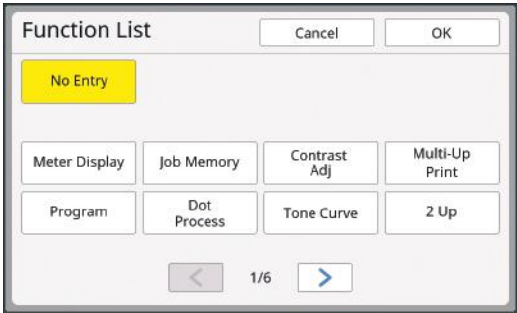 Function List
Cancel
OK
No Entry
Meter Display
Job Memory
Contrast
Adj
Multi-Up
Print
Program
Dot
Process
Tone Curve
2 Up
1/6